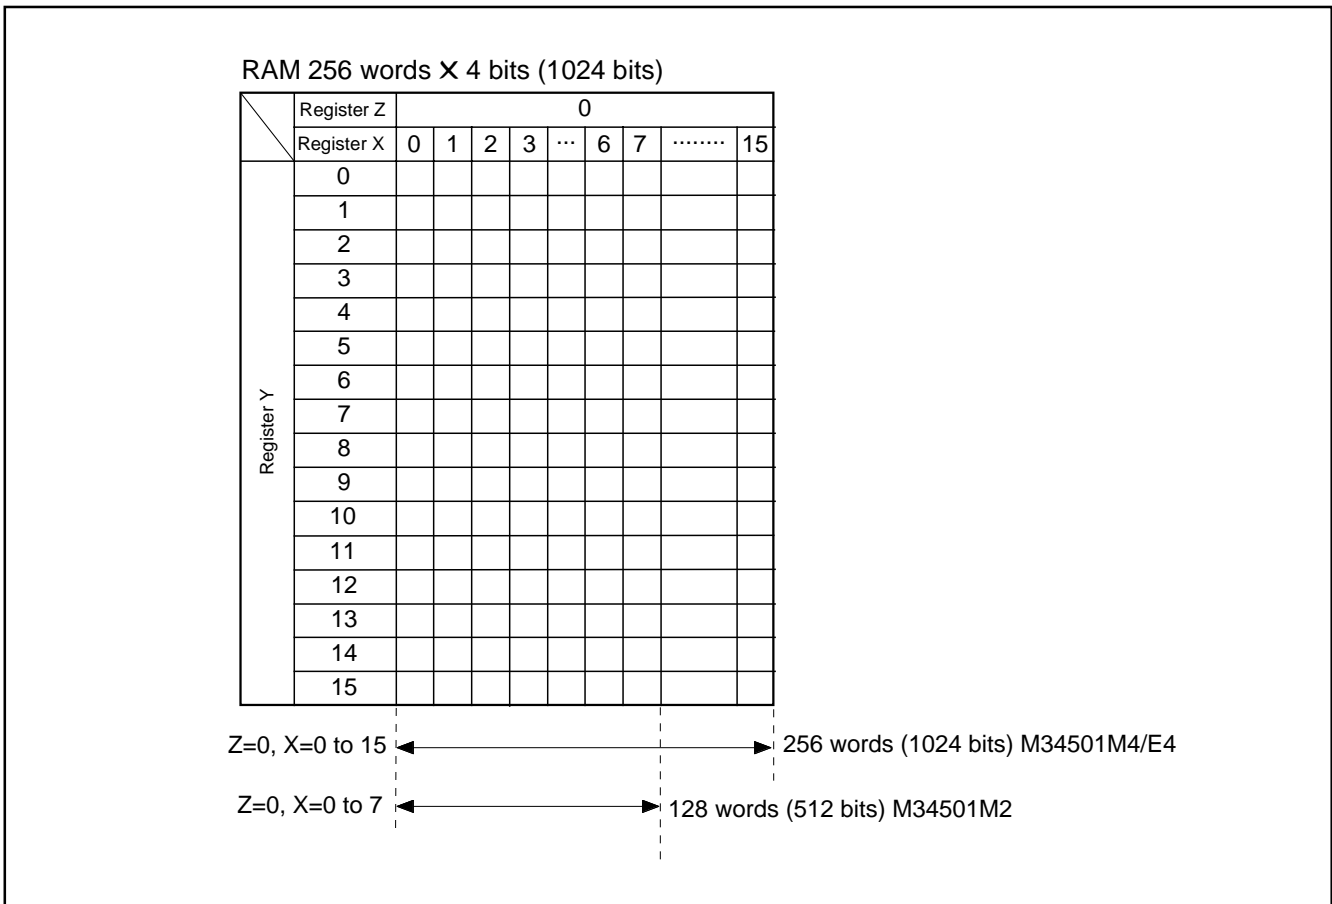 RAM 256 words × 4 bits (1024 bits)
Register Z 0
Register X 0 1 2 3 ... 6 7 ........ 15
Register Y
0
1
2
3
4
5
6
7
8
9
10
11
12
13
14
15
Z=0, X=0 to 15 256 words (1024 bits) M34501M4/E4
Z=0, X=0 to 7 128 words (512 bits) M34501M2